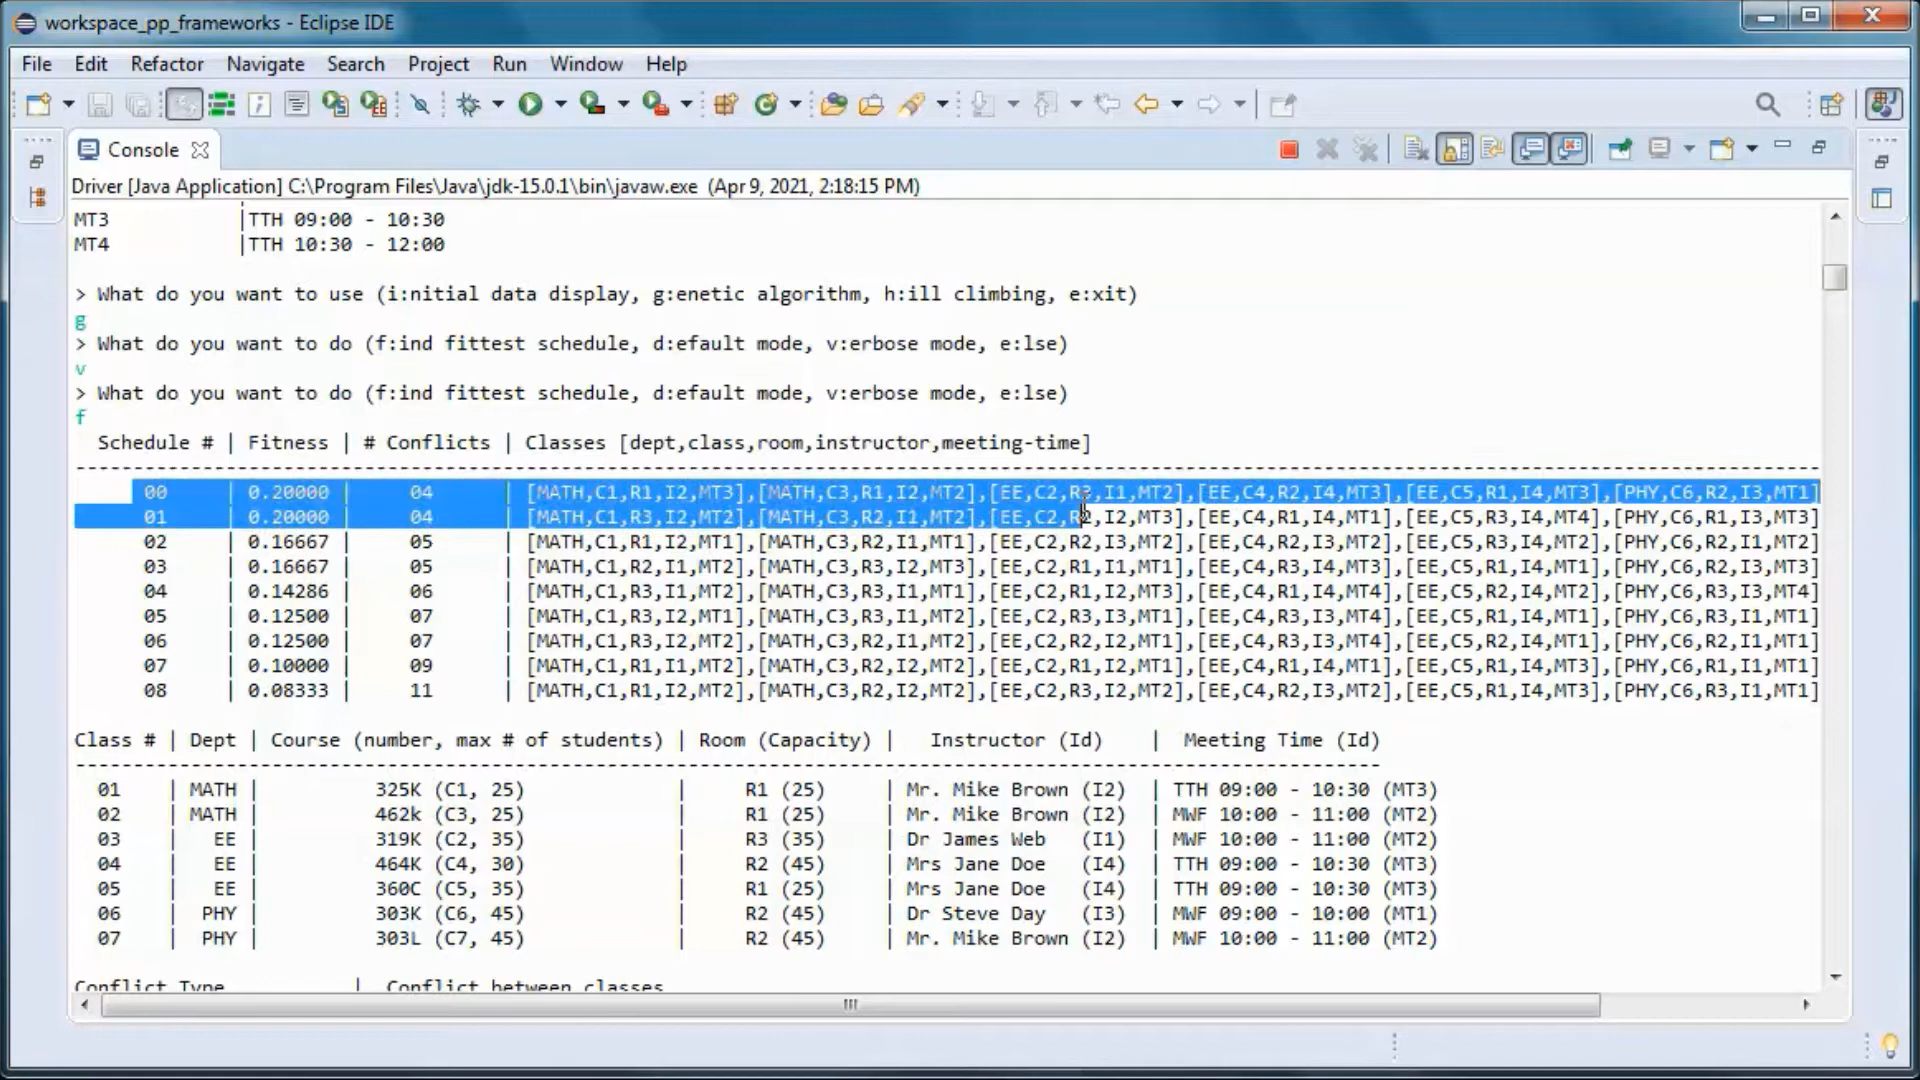 workspace_pp_frameworks - Eclipse IDE
File Edit Refactor Navigate Search Project Run Window Help
Console
Driver [Java Application] C:\Program Files\Java\jdk-15.0.1\bin\javaw.exe (Apr 9, 2021, 2:18:15 PM)
MT3 |TTH 09:00 - 10:30
MT4 |TTH 10:30 - 12:00
> What do you want to use (i:nitial data display, g:enetic algorithm, h:ill climbing, e:xit)
g
> What do you want to do (f:ind fittest schedule, d:efault mode, v:erbose mode, e:lse)
v
> What do you want to do (f:ind fittest schedule, d:efault mode, v:erbose mode, e:lse)
f
Schedule # | Fitness | # Conflicts | Classes [dept,class,room,instructor,meeting-time]
00 | 0.20000 | 04 | [MATH,C1,R1,I2,MT3],[MATH,C3,R1,I2,MT2],[EE,C2,R3,I1,MT2],[EE,C4,R2,I4,MT3],[EE,C5,R1,I4,MT3],[PHY,C6,R2,I3,MT1]
01 | 0.20000 | 04 | [MATH,C1,R3,I2,MT2],[MATH,C3,R2,I1,MT2],[EE,C2,R2,I2,MT3],[EE,C4,R1,I4,MT1],[EE,C5,R3,I4,MT4],[PHY,C6,R1,I3,MT3]
02 | 0.16667 | 05 | [MATH,C1,R1,I2,MT1],[MATH,C3,R2,I1,MT1],[EE,C2,R2,I3,MT2],[EE,C4,R2,I3,MT2],[EE,C5,R3,I4,MT2],[PHY,C6,R2,I1,MT2]
03 | 0.16667 | 05 | [MATH,C1,R2,I1,MT2],[MATH,C3,R3,I2,MT3],[EE,C2,R1,I1,MT1],[EE,C4,R3,I4,MT3],[EE,C5,R1,I4,MT1],[PHY,C6,R2,I3,MT3]
04 | 0.14286 | 06 | [MATH,C1,R3,I1,MT2],[MATH,C3,R3,I1,MT1],[EE,C2,R1,I2,MT3],[EE,C4,R1,I4,MT4],[EE,C5,R2,I4,MT2],[PHY,C6,R3,I3,MT4]
05 | 0.12500 | 07 | [MATH,C1,R3,I2,MT2],[MATH,C3,R3,I1,MT2],[EE,C2,R3,I3,MT1],[EE,C4,R3,I3,MT4],[EE,C5,R1,I4,MT1],[PHY,C6,R3,I1,MT1]
06 | 0.12500 | 07 | [MATH,C1,R3,I2,MT2],[MATH,C3,R2,I1,MT2],[EE,C2,R2,I2,MT1],[EE,C4,R3,I3,MT4],[EE,C5,R2,I4,MT1],[PHY,C6,R2,I1,MT1]
07 | 0.10000 | 09 | [MATH,C1,R1,I1,MT2],[MATH,C3,R2,I2,MT2],[EE,C2,R1,I2,MT1],[EE,C4,R1,I4,MT1],[EE,C5,R1,I4,MT3],[PHY,C6,R1,I1,MT1]
08 | 0.08333 | 11 | [MATH,C1,R1,I2,MT2],[MATH,C3,R2,I2,MT2],[EE,C2,R3,I2,MT2],[EE,C4,R2,I3,MT2],[EE,C5,R1,I4,MT3],[PHY,C6,R3,I1,MT1]
Class # | Dept | Course (number, max # of students) | Room (Capacity) | Instructor (Id) | Meeting Time (Id)
01 | MATH | 325K (C1, 25) | R1 (25) | Mr. Mike Brown (I2) | TTH 09:00 - 10:30 (MT3)
02 | MATH | 462k (C3, 25) | R1 (25) | Mr. Mike Brown (I2) | MWF 10:00 - 11:00 (MT2)
03 | EE | 319K (C2, 35) | R3 (35) | Dr James Web (I1) | MWF 10:00 - 11:00 (MT2)
04 | EE | 464K (C4, 30) | R2 (45) | Mrs Jane Doe (I4) | TTH 09:00 - 10:30 (MT3)
05 | EE | 360C (C5, 35) | R1 (25) | Mrs Jane Doe (I4) | TTH 09:00 - 10:30 (MT3)
06 | PHY | 303K (C6, 45) | R2 (45) | Dr Steve Day (I3) | MWF 09:00 - 10:00 (MT1)
07 | PHY | 303L (C7, 45) | R2 (45) | Mr. Mike Brown (I2) | MWF 10:00 - 11:00 (MT2)
Conflict Type | Conflict between classes